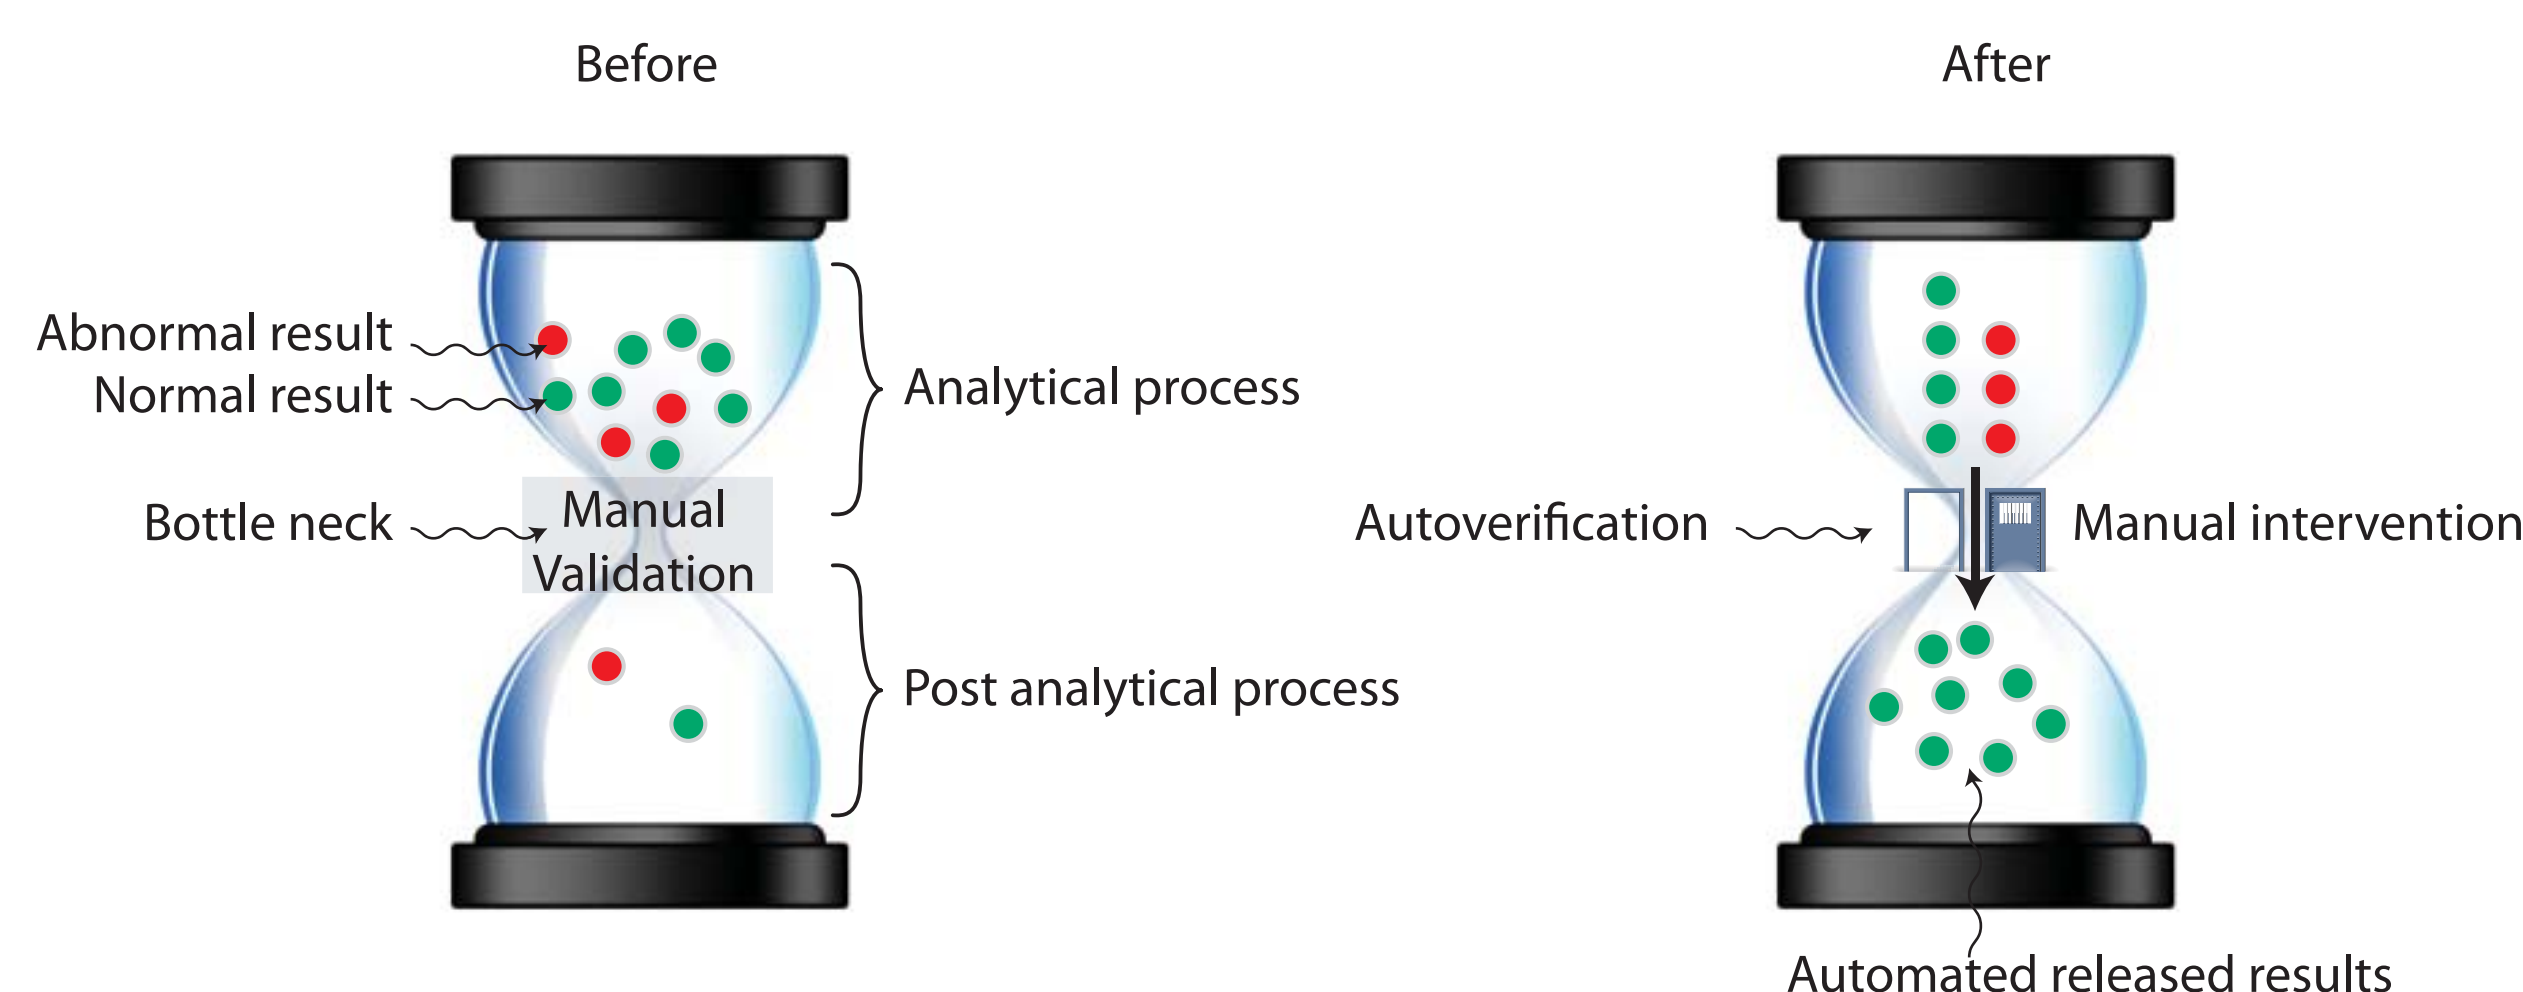 Before
After
Abnormal result
Normal result
Analytical process
Bottle neck
Manual
Validation
Autoverification
Manual intervention
Post analytical process
Automated released results